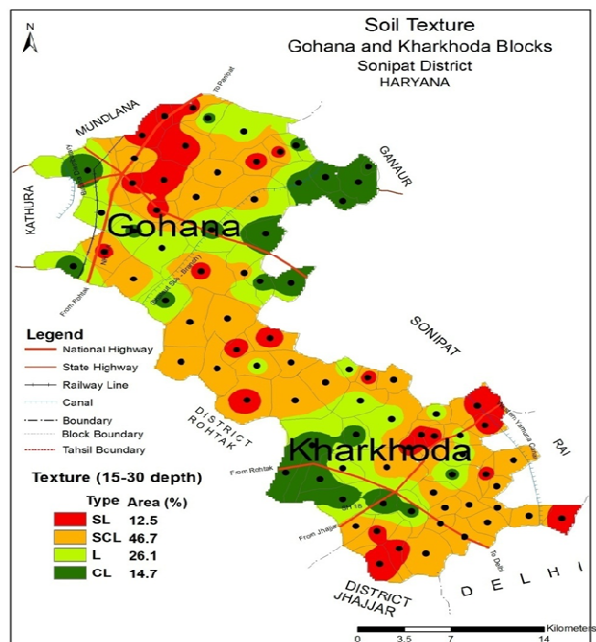 N
Soil Texture
Gohana and Kharkhoda Blocks
Sonipat District
HARYANA
To Panipat
MUNDLANA
GANAUR
KATHURA
Gohana
From Rohtak
SONIPAT
Legend
National Highway
State Highway
Railway Line
Canal
Boundary
Block Boundary
Tahsil Boundary
DISTRICT
ROHTAK
Kharkhoda
RAI
From Rohtak
From Jhajjar
To Delhi
DELHI
DISTRICT
JHAJJAR
Texture (15-30 depth)
Type Area (%)
SL 12.5
SCL 46.7
L 26.1
CL 14.7
Kilometers
0 3.5 7 14